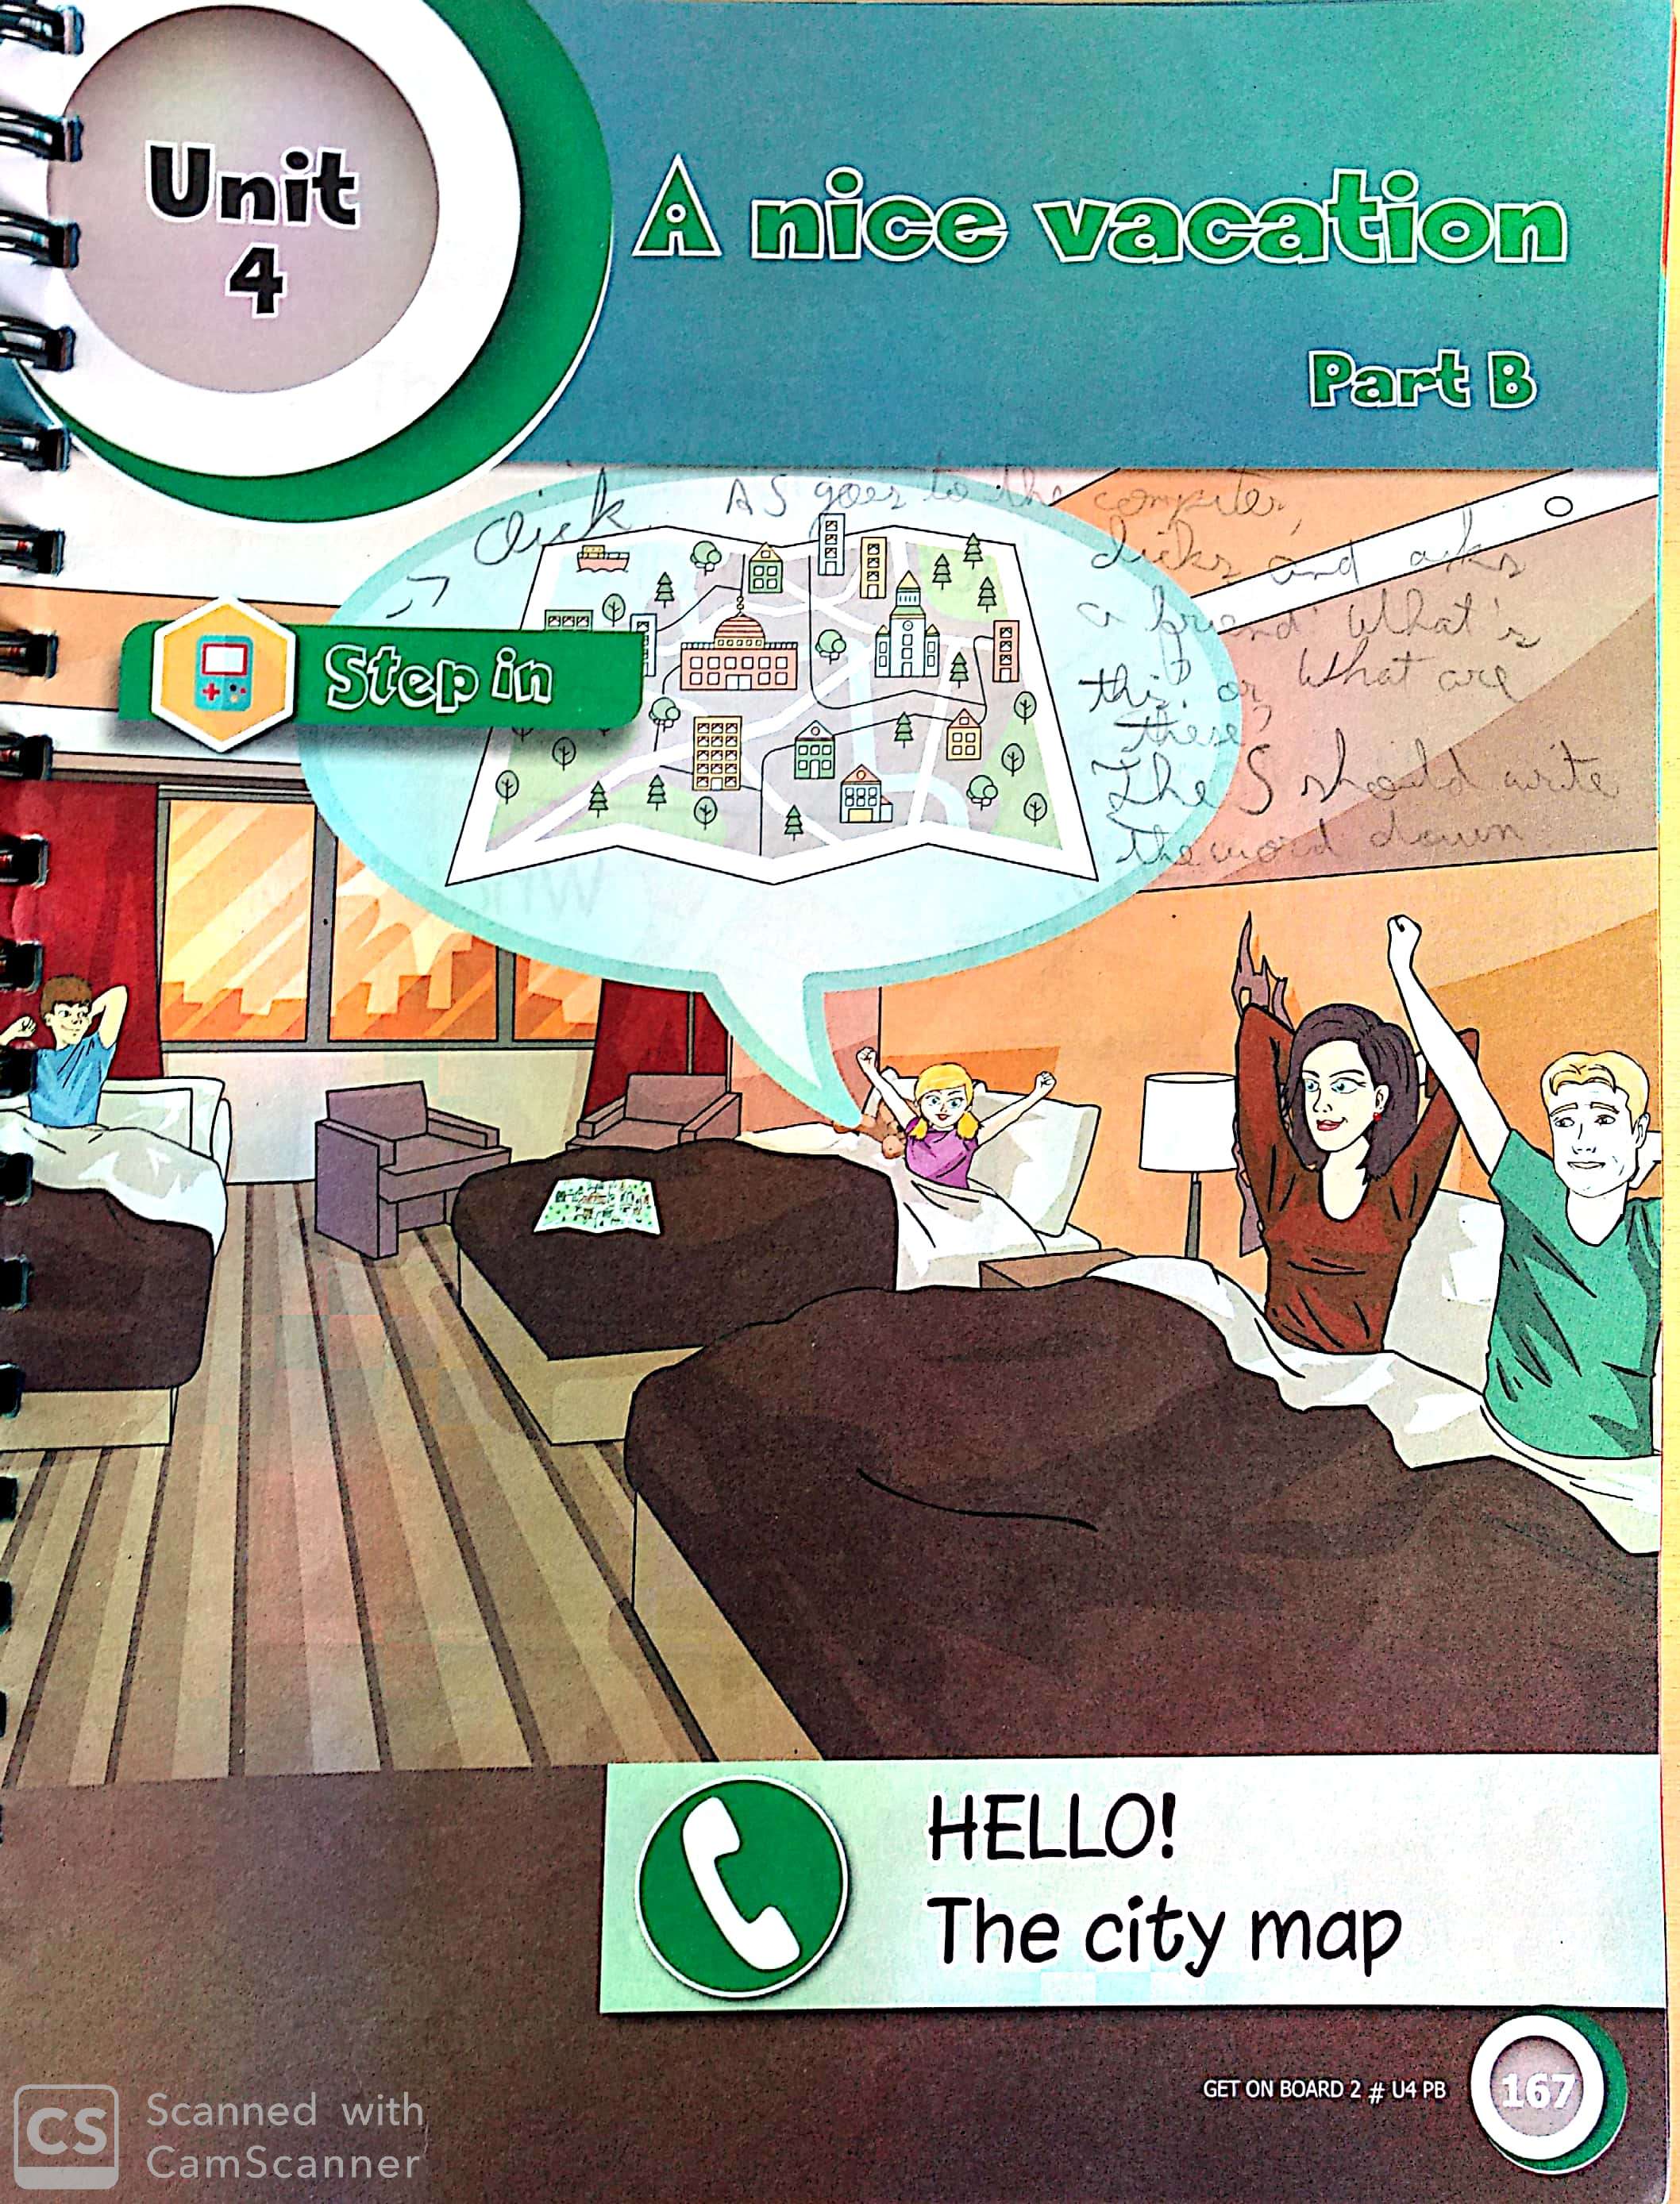 Unit
4
A nice vacation
Part B
Click. AS goes to the computer,
clicks and asks
a friend "What's
this? or What are
these?
The S should write
the word down
Step in
HELLO!
The city map
GET ON BOARD 2 # U4 PB
167
CS
Scanned with
CamScanner